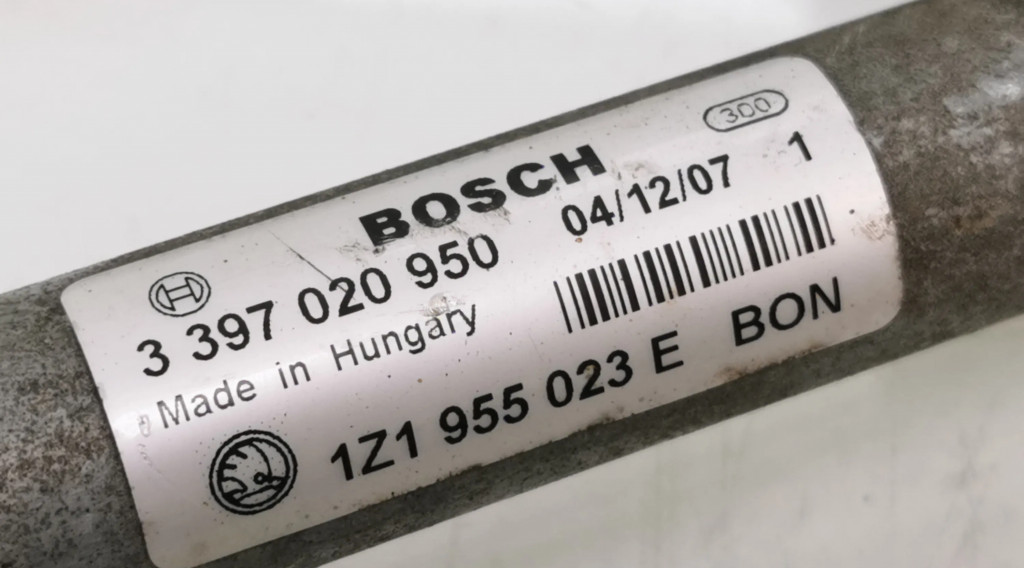 300
BOSCH
3 397 020 950 04/12/07 1
Made in Hungary
1Z1 955 023 E BON